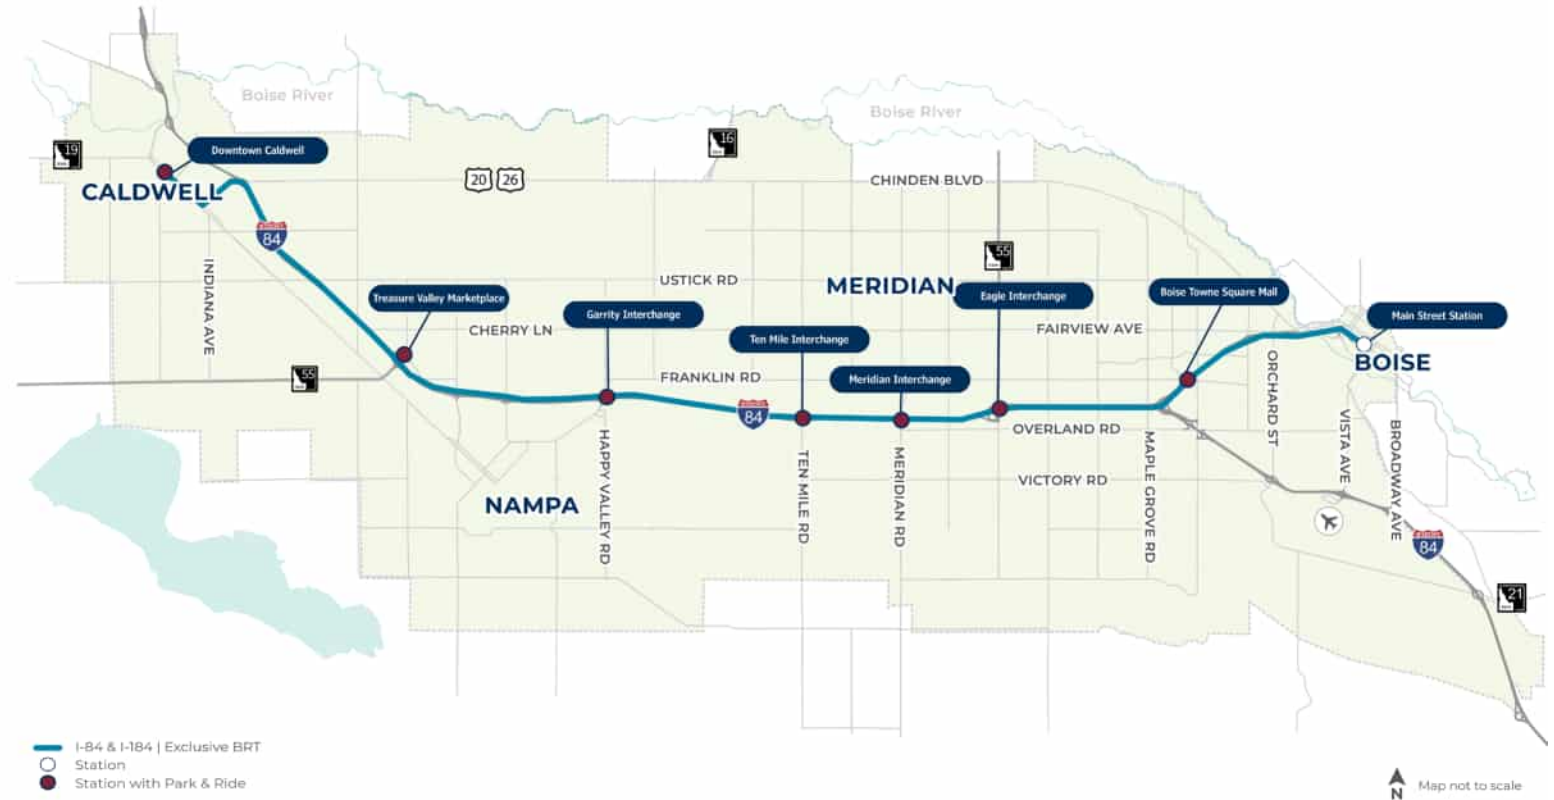 Boise River
Boise River
16
19
Downtown Caldwell
CALDWELL
20
26
CHINDEN BLVD
84
55
INDIANA AVE
USTICK RD
MERIDIAN
Treasure Valley Marketplace
Garrity Interchange
Eagle Interchange
Boise Towne Square Mall
Main Street Station
CHERRY LN
Ten Mile Interchange
FAIRVIEW AVE
BOISE
55
FRANKLIN RD
Meridian Interchange
84
ORCHARD ST
OVERLAND RD
VISTA AVE
BROADWAY AVE
HAPPY VALLEY RD
TEN MILE RD
MERIDIAN RD
MAPLE GROVE RD
VICTORY RD
NAMPA
84
21
I-84 & I-184 | Exclusive BRT
Station
Station with Park & Ride
N
Map not to scale